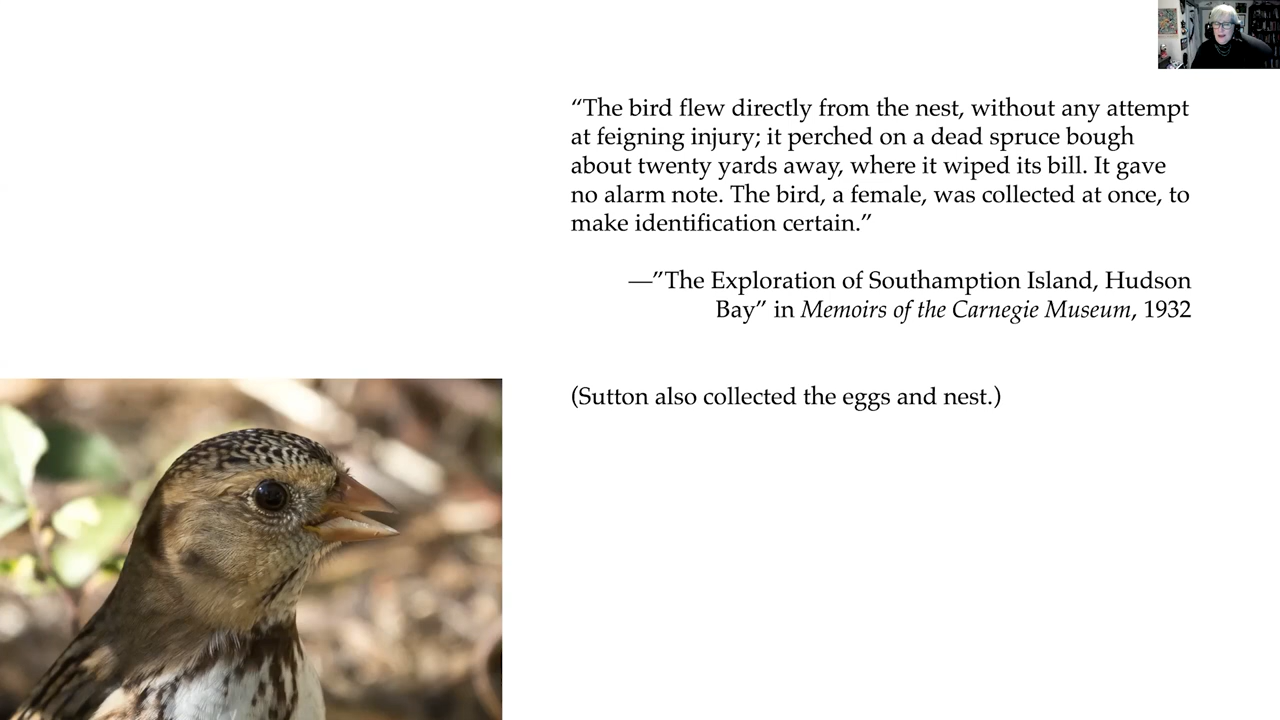 “The bird flew directly from the nest, without any attempt
at feigning injury; it perched on a dead spruce bough
about twenty yards away, where it wiped its bill. It gave
no alarm note. The bird, a female, was collected at once, to
make identification certain.”
—”The Exploration of Southamption Island, Hudson
Bay” in Memoirs of the Carnegie Museum, 1932
(Sutton also collected the eggs and nest.)